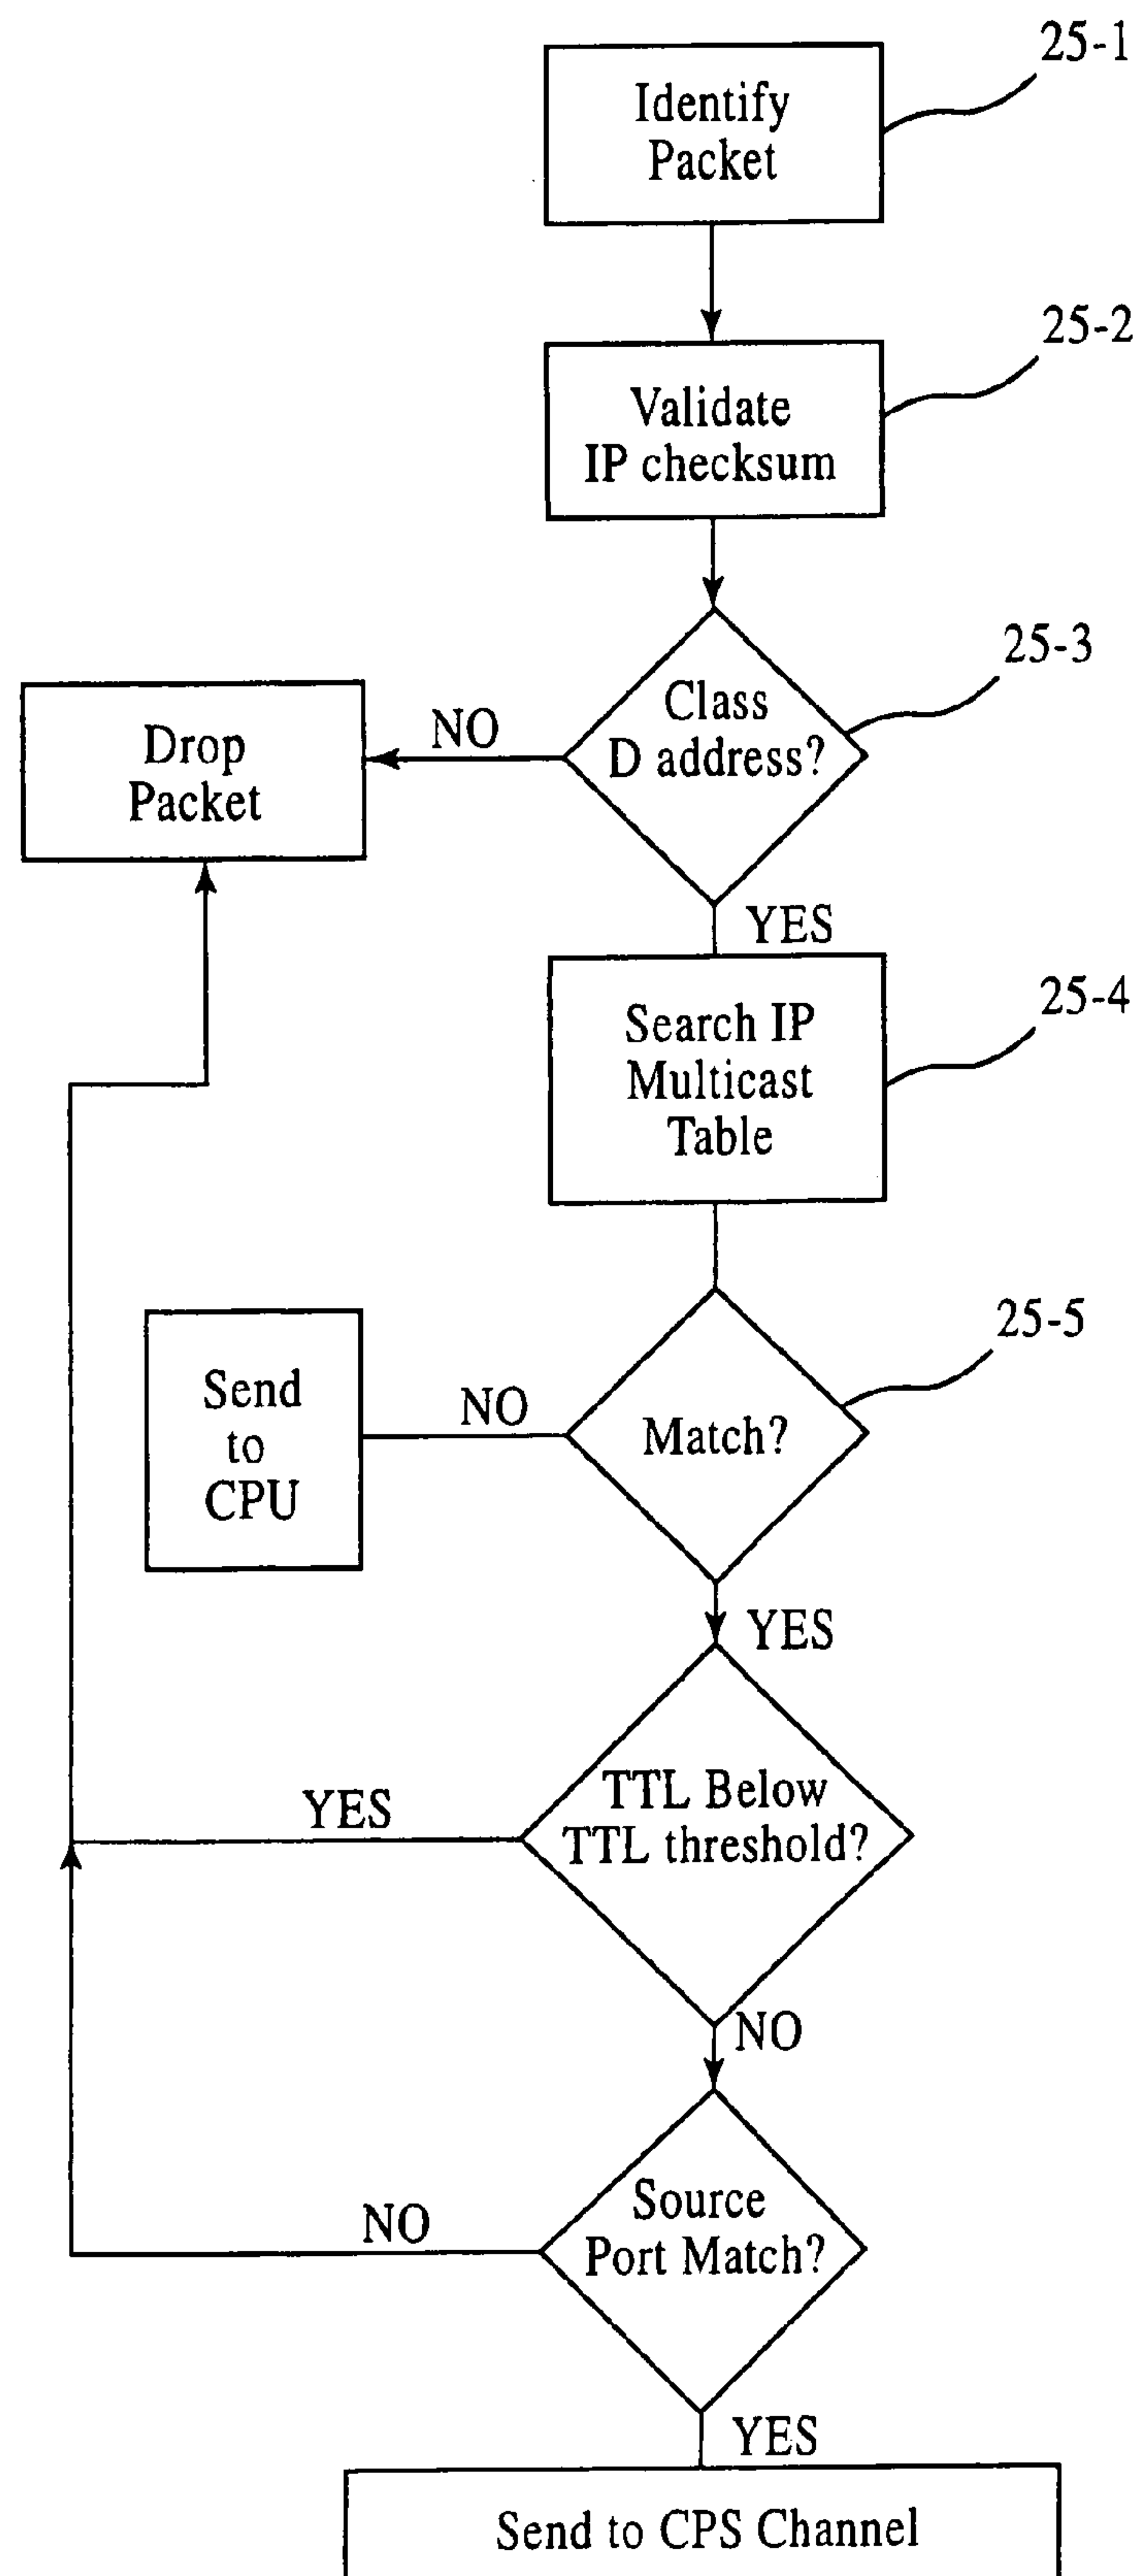 25-1
Identify
Packet
25-2
Validate
IP checksum
25-3
Class
D address?
NO
Drop
Packet
YES
25-4
Search IP
Multicast
Table
25-5
Match?
NO
Send
to
CPU
YES
TTL Below
TTL threshold?
YES
NO
Source
Port Match?
NO
YES
Send to CPS Channel